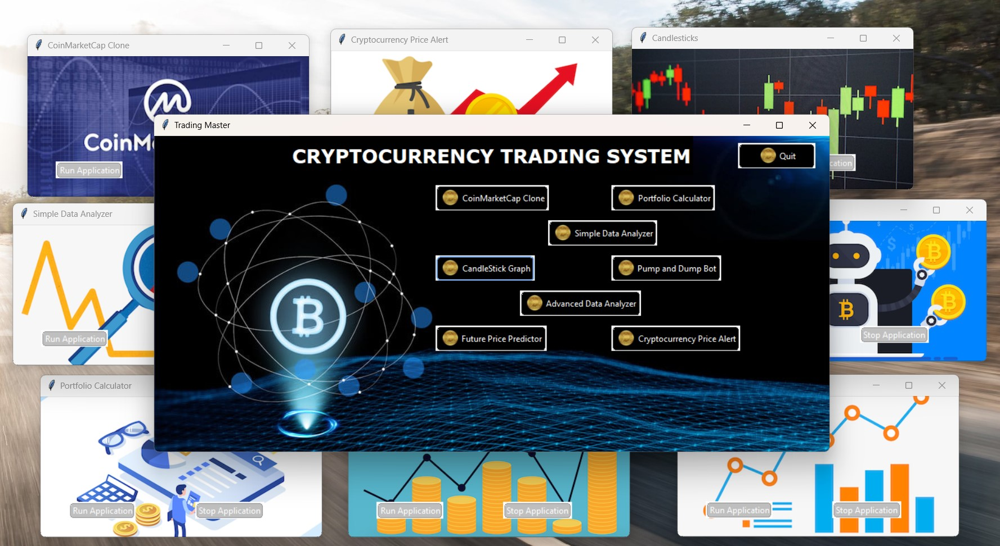 CoinMarketCap Clone
Cryptocurrency Price Alert
Candlesticks
Run Application
Trading Master
CRYPTOCURRENCY TRADING SYSTEM
Quit
CoinMarketCap Clone
Portfolio Calculator
Simple Data Analyzer
CandleStick Graph
Pump and Dump Bot
Advanced Data Analyzer
Future Price Predictor
Cryptocurrency Price Alert
Simple Data Analyzer
Run Application
Stop Application
Portfolio Calculator
Run Application
Stop Application
Run Application
Stop Application
Run Application
Stop Application